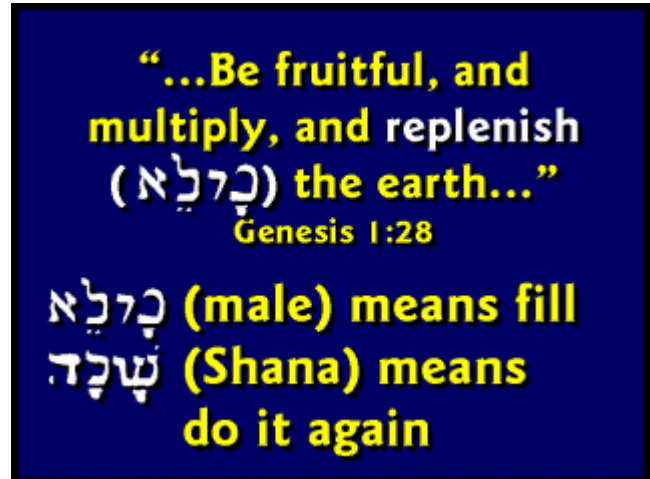 “...Be fruitful, and
multiply, and replenish
(מָלֵא) the earth...”
Genesis 1:28
מָלֵא (male) means fill
שָׁנָה (Shana) means
do it again